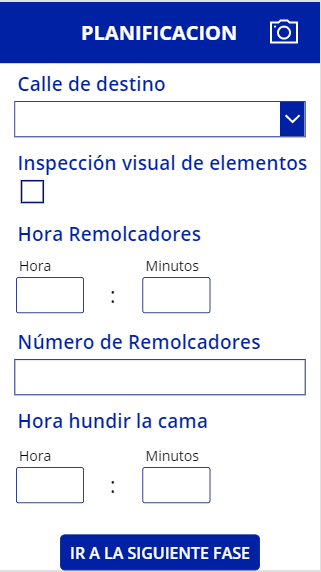 PLANIFICACION
Calle de destino
Inspección visual de elementos
Hora Remolcadores
Hora Minutos
:
Número de Remolcadores
Hora hundir la cama
Hora Minutos
:
IR A LA SIGUIENTE FASE